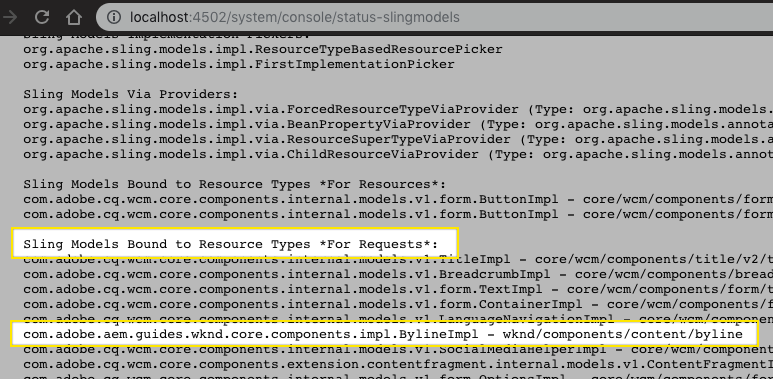 localhost:4502/system/console/status-slingmodels
Sling Models Implementation Pickers:
org.apache.sling.models.impl.ResourceTypeBasedResourcePicker
org.apache.sling.models.impl.FirstImplementationPicker
Sling Models Via Providers:
org.apache.sling.models.impl.via.ForcedResourceTypeViaProvider (Type: org.apache.sling.models.
org.apache.sling.models.impl.via.BeanPropertyViaProvider (Type: org.apache.sling.models.annota
org.apache.sling.models.impl.via.ResourceSuperTypeViaProvider (Type: org.apache.sling.models.a
org.apache.sling.models.impl.via.ChildResourceViaProvider (Type: org.apache.sling.models.annot
Sling Models Bound to Resource Types *For Resources*:
com.adobe.cq.wcm.core.components.internal.models.v1.form.ButtonImpl - core/wcm/components/form
com.adobe.cq.wcm.core.components.internal.models.v1.form.ButtonImpl - core/wcm/components/form
Sling Models Bound to Resource Types *For Requests*:
com.adobe.cq.wcm.core.components.internal.models.v1.TitleImpl - core/wcm/components/title/v2/t
com.adobe.cq.wcm.core.components.internal.models.v1.BreadcrumbImpl - core/wcm/components/bread
com.adobe.cq.wcm.core.components.internal.models.v1.form.TextImpl - core/wcm/components/form/t
com.adobe.cq.wcm.core.components.internal.models.v1.form.ContainerImpl - core/wcm/components/f
com.adobe.cq.wcm.core.components.internal.models.v1.LanguageNavigationImpl - core/wcm/componen
com.adobe.aem.guides.wknd.core.components.impl.BylineImpl - wknd/components/content/byline
com.adobe.cq.wcm.core.components.internal.models.v1.SocialMediaHelperImpl - core/wcm/component
com.adobe.cq.wcm.core.components.extension.contentfragment.internal.models.v1.ContentFragment
com.adobe.cq.wcm.core.components.internal.models.v1.form.OptionsImpl - core/wcm/components/for